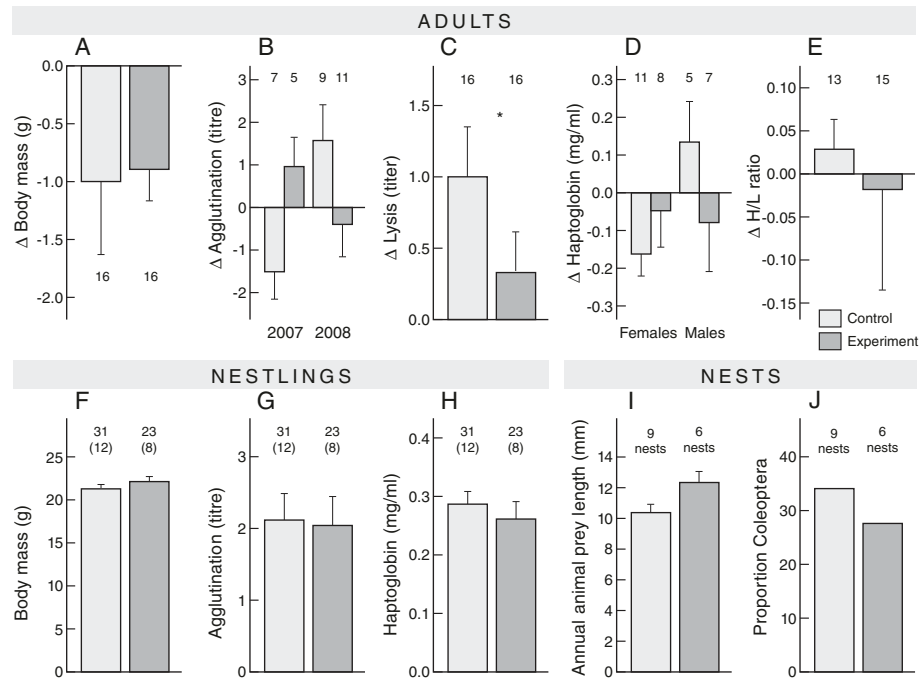 ADULTS
A
B
C
D
E
Δ Body mass (g)
0.0
-0.5
-1.0
-1.5
-2.0
16 16
Δ Agglutination (titre)
3
2
1
0
-1
-2
7 5 9 11
2007 2008
Δ Lysis (titer)
1.5
1.0
0.5
0.0
16 16
*
Δ Haptoglobin (mg/ml)
0.3
0.2
0.1
0.0
-0.1
-0.2
-0.3
11 8 5 7
Females Males
Δ H/L ratio
0.10
0.05
0.00
-0.05
-0.10
-0.15
13 15
Control
Experiment
NESTLINGS
F
G
H
Body mass (g)
25
20
15
10
5
0
31 23
(12) (8)
Agglutination (titre)
3
2
1
0
31 23
(12) (8)
Haptoglobin (mg/ml)
0.4
0.3
0.2
0.1
0.0
31 23
(12) (8)
NESTS
I
J
Annual animal prey length (mm)
14
12
10
8
6
4
2
0
9 6
nests nests
Proportion Coleoptera
40
30
20
10
0
9 6
nests nests